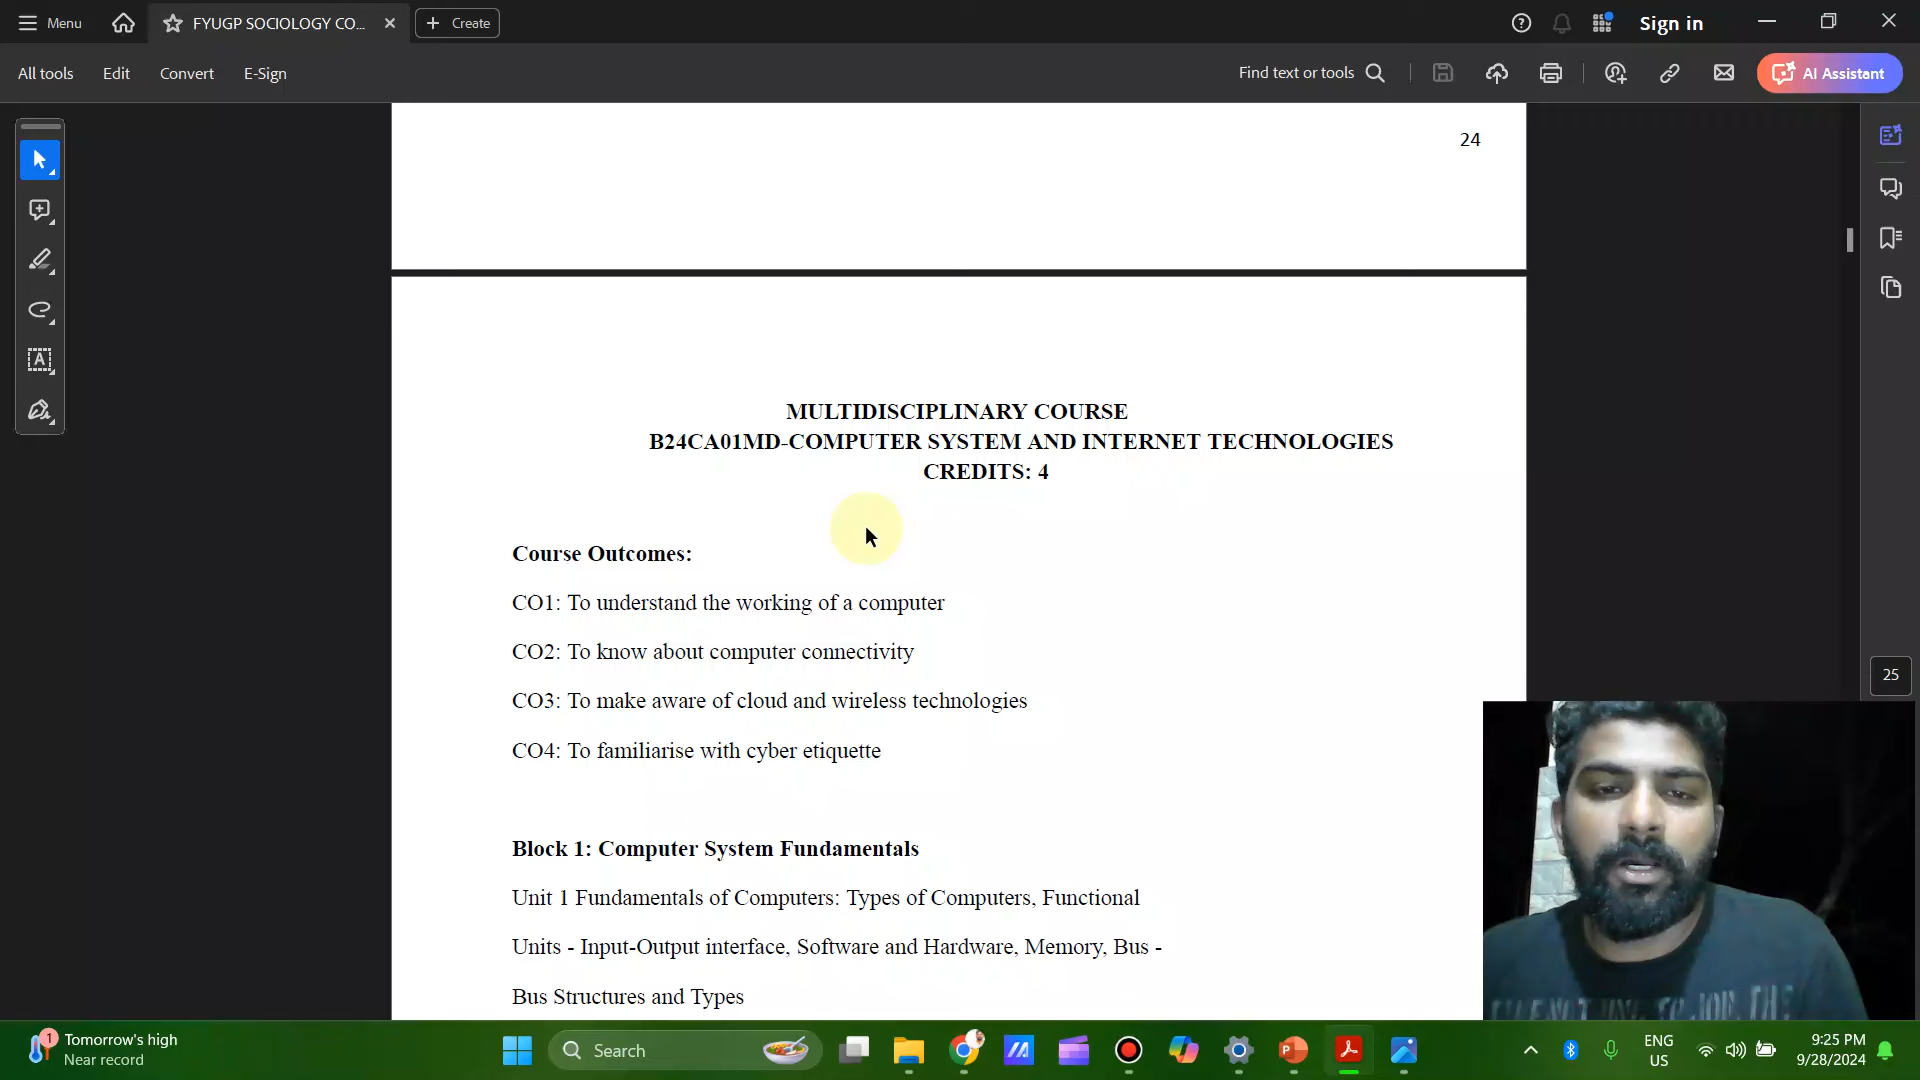 Menu
FYUGP SOCIOLOGY CO...
Create
Sign in
All tools
Edit
Convert
E-Sign
Find text or tools
AI Assistant
24
MULTIDISCIPLINARY COURSE
B24CA01MD-COMPUTER SYSTEM AND INTERNET TECHNOLOGIES
CREDITS: 4
Course Outcomes:
CO1: To understand the working of a computer
CO2: To know about computer connectivity
CO3: To make aware of cloud and wireless technologies
CO4: To familiarise with cyber etiquette
Block 1: Computer System Fundamentals
Unit 1 Fundamentals of Computers: Types of Computers, Functional
Units - Input-Output interface, Software and Hardware, Memory, Bus -
Bus Structures and Types
25
1
Tomorrow's high
Near record
Search
ENG
US
9:25 PM
9/28/2024